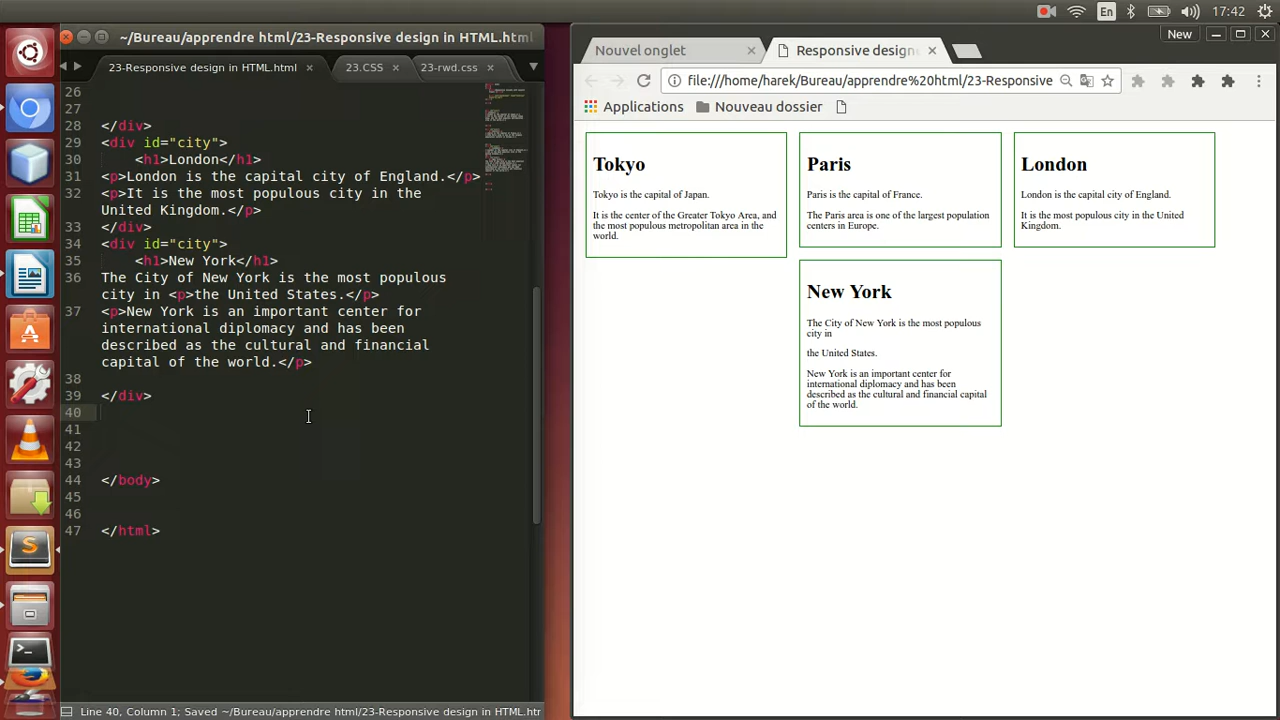 En
17:42
~/Bureau/apprendre html/23-Responsive design in HTML.html
New
23-Responsive design in HTML.html
23.CSS
23-rwd.css
Nouvel onglet
Responsive design
file:///home/harek/Bureau/apprendre%20html/23-Responsive
Applications
Nouveau dossier
26
27
28 </div>
29 <div id="city">
30 <h1>London</h1>
31 <p>London is the capital city of England.</p>
32 <p>It is the most populous city in the
United Kingdom.</p>
33 </div>
34 <div id="city">
35 <h1>New York</h1>
36 The City of New York is the most populous
city in <p>the United States.</p>
37 <p>New York is an important center for
international diplomacy and has been
described as the cultural and financial
capital of the world.</p>
38
39 </div>
40
41
42
43
44 </body>
45
46
47 </html>
Tokyo
Tokyo is the capital of Japan.
It is the center of the Greater Tokyo Area, and
the most populous metropolitan area in the
world.
Paris
Paris is the capital of France.
The Paris area is one of the largest population
centers in Europe.
London
London is the capital city of England.
It is the most populous city in the United
Kingdom.
New York
The City of New York is the most populous
city in
the United States.
New York is an important center for
international diplomacy and has been
described as the cultural and financial capital
of the world.
Line 40, Column 1; Saved ~/Bureau/apprendre html/23-Responsive design in HTML.htr